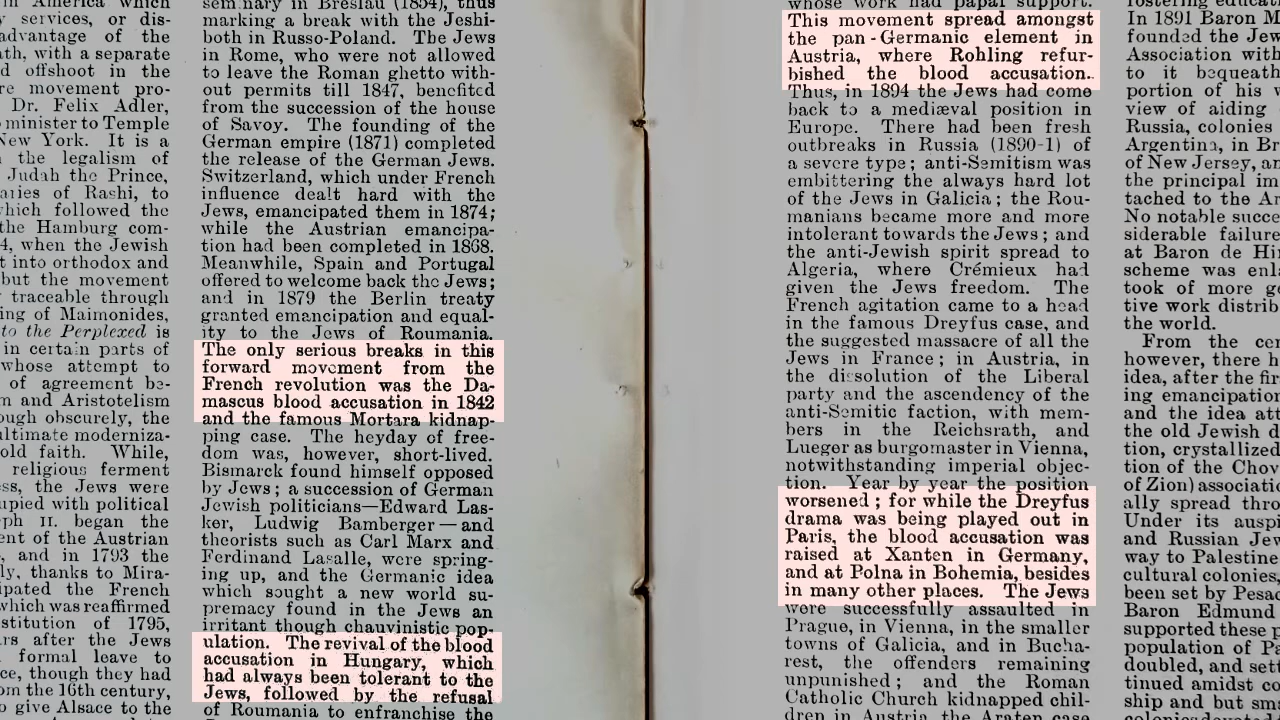 in America which
y services, or dis-
advantage of the
ath, with a separate
d offshoot in the
re movement pro-
Dr. Felix Adler,
minister to Temple
New York. It is a
the legalism of
Judah the Prince,
aries of Rashi, to
which followed the
the Hamburg com-
4, when the Jewish
t into orthodox and
but the movement
traceable through
ing of Maimonides,
to the Perplexed is
in certain parts of
whose attempt to
of agreement be-
m and Aristotelism
ough obscurely, the
ultimate moderniza-
old faith. While,
religious ferment
ess, the Jews were
upied with political
ph II. began the
ent of the Austrian
, and in 1793 the
ly, thanks to Mira-
ipated the French
which was reaffirmed
stitution of 1795,
rs after the Jews
formal leave to
ce, though they had
om the 16th century,
o give Alsace to the
seminary in Breslau (1854), thus
marking a break with the Jeshi-
both in Russo-Poland. The Jews
in Rome, who were not allowed
to leave the Roman ghetto with-
out permits till 1847, benefited
from the succession of the house
of Savoy. The founding of the
German empire (1871) completed
the release of the German Jews.
Switzerland, which under French
influence dealt hard with the
Jews, emancipated them in 1874;
while the Austrian emancipa-
tion had been completed in 1868.
Meanwhile, Spain and Portugal
offered to welcome back the Jews;
and in 1879 the Berlin treaty
granted emancipation and equal-
ity to the Jews of Roumania.
The only serious breaks in this
forward movement from the
French revolution was the Da-
mascus blood accusation in 1842
and the famous Mortara kidnap-
ping case. The heyday of free-
dom was, however, short-lived.
Bismarck found himself opposed
by Jews; a succession of German
Jewish politicians—Edward Las-
ker, Ludwig Bamberger—and
theorists such as Carl Marx and
Ferdinand Lasalle, were spring-
ing up, and the Germanic idea
which sought a new world su-
premacy found in the Jews an
irritant though chauvinistic pop-
ulation. The revival of the blood
accusation in Hungary, which
had always been tolerant to the
Jews, followed by the refusal
of Roumania to enfranchise the
whose work had papal support.
This movement spread amongst
the pan-Germanic element in
Austria, where Rohling refur-
bished the blood accusation.
Thus, in 1894 the Jews had come
back to a mediæval position in
Europe. There had been fresh
outbreaks in Russia (1890-1) of
a severe type; anti-Semitism was
embittering the always hard lot
of the Jews in Galicia; the Rou-
manians became more and more
intolerant towards the Jews; and
the anti-Jewish spirit spread to
Algeria, where Crémieux had
given the Jews freedom. The
French agitation came to a head
in the famous Dreyfus case, and
the suggested massacre of all the
Jews in France; in Austria, in
the dissolution of the Liberal
party and the ascendency of the
anti-Semitic faction, with mem-
bers in the Reichsrath, and
Lueger as burgomaster in Vienna,
notwithstanding imperial objec-
tion. Year by year the position
worsened; for while the Dreyfus
drama was being played out in
Paris, the blood accusation was
raised at Xanten in Germany,
and at Polna in Bohemia, besides
in many other places. The Jews
were successfully assaulted in
Prague, in Vienna, in the smaller
towns of Galicia, and in Bucha-
rest, the offenders remaining
unpunished; and the Roman
Catholic Church kidnapped chil-
dren in Austria, the Araten case
fostering educat
In 1891 Baron M
founded the Jew
Association with
to it bequeath
portion of his w
view of aiding
Russia, colonies
Argentina, in Br
of New Jersey, an
the principal im
tached to the Ar
No notable succe
siderable failure
at Baron de Hi
scheme was enl
took of more ge
tive work distrib
the world.
From the cen
however, there h
idea, after the fir
ing emancipation
and the idea att
the old Jewish d
tion, crystallized
tion of the Chov
of Zion) associatio
ally spread thro
Under its ausp
and Russian Jew
way to Palestine
cultural colonies,
been set by Pesac
Baron Edmund
supported these p
population of Pa
doubled, and sett
tinued amidst co
ship and but sm